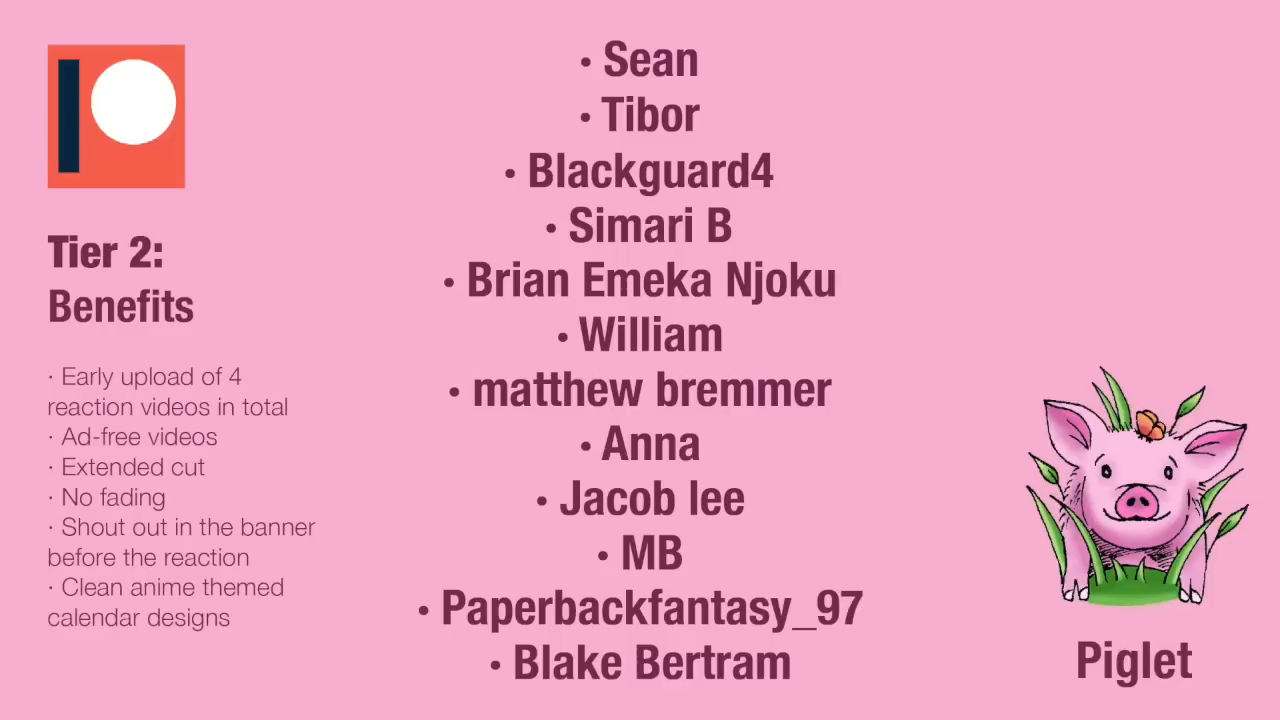 Tier 2:
Benefits
· Early upload of 4
reaction videos in total
· Ad-free videos
· Extended cut
· No fading
· Shout out in the banner
before the reaction
· Clean anime themed
calendar designs
• Sean
• Tibor
• Blackguard4
• Simari B
• Brian Emeka Njoku
• William
• matthew bremmer
• Anna
• Jacob lee
• MB
• Paperbackfantasy_97
• Blake Bertram
Piglet